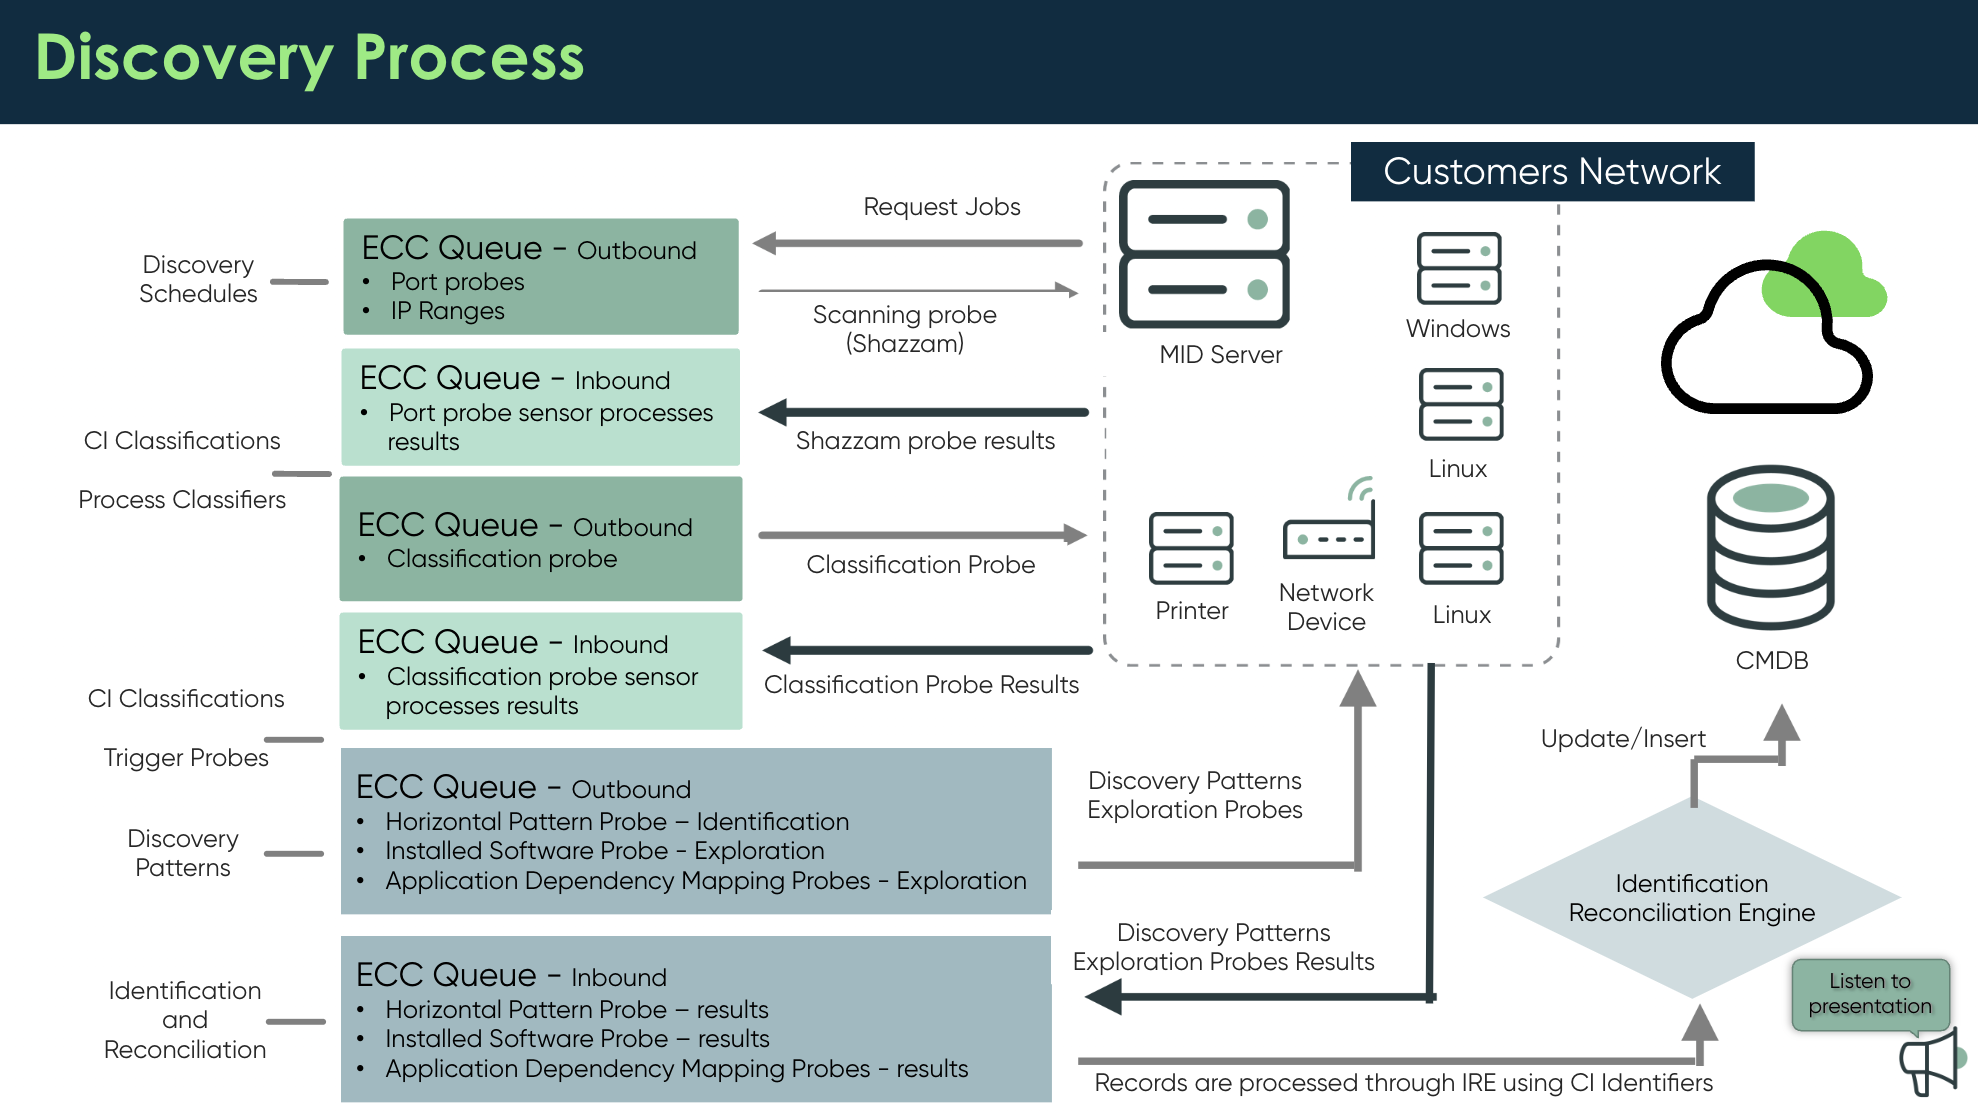 Discovery Process
Customers Network
Discovery
Schedules
ECC Queue - Outbound
• Port probes
• IP Ranges
Request Jobs
Scanning probe
(Shazzam)
MID Server
Windows
ECC Queue - Inbound
• Port probe sensor processes
results
Shazzam probe results
Linux
CI Classifications
Process Classifiers
ECC Queue - Outbound
• Classification probe
Classification Probe
Printer
Network
Device
Linux
CMDB
ECC Queue - Inbound
• Classification probe sensor
processes results
Classification Probe Results
CI Classifications
Trigger Probes
Discovery
Patterns
ECC Queue - Outbound
• Horizontal Pattern Probe – Identification
• Installed Software Probe - Exploration
• Application Dependency Mapping Probes - Exploration
Discovery Patterns
Exploration Probes
Update/Insert
Identification
Reconciliation Engine
Identification
and
Reconciliation
ECC Queue - Inbound
• Horizontal Pattern Probe – results
• Installed Software Probe – results
• Application Dependency Mapping Probes - results
Discovery Patterns
Exploration Probes Results
Records are processed through IRE using CI Identifiers
Listen to
presentation